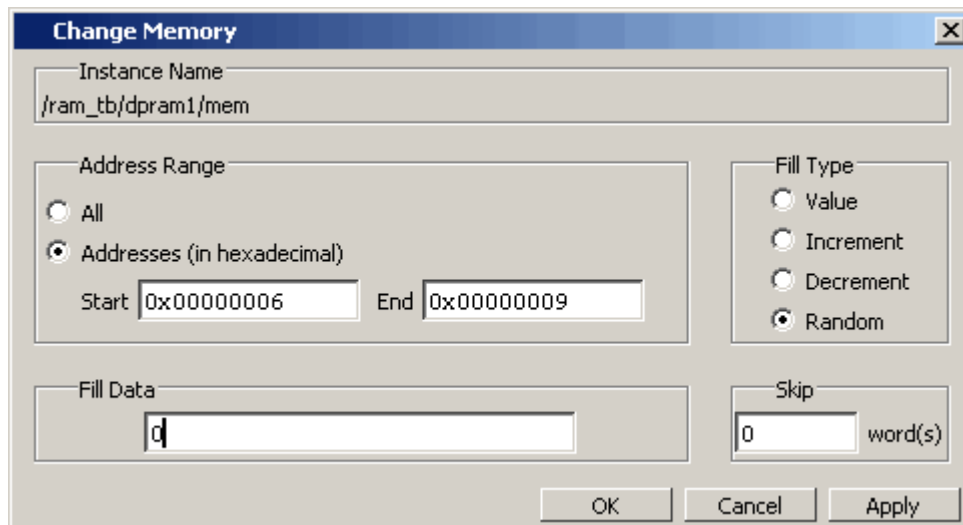 Change Memory
Instance Name
/ram_tb/dpram1/mem
Address Range
All
Addresses (in hexadecimal)
Start 0x00000006 End 0x00000009
Fill Type
Value
Increment
Decrement
Random
Fill Data
0
Skip
0 word(s)
OK Cancel Apply